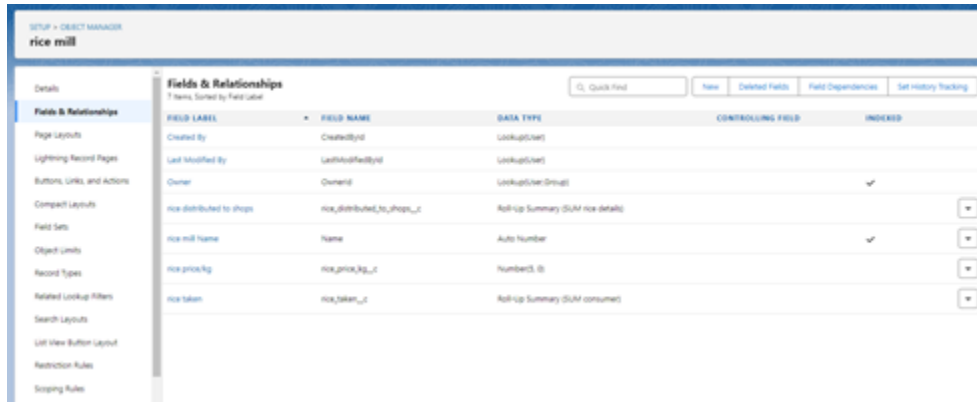 SETUP > OBJECT MANAGER
rice mill
Details
Fields & Relationships
Page Layouts
Lightning Record Pages
Buttons, Links, and Actions
Compact Layouts
Field Sets
Object Limits
Record Types
Related Lookup Filters
Search Layouts
List View Button Layout
Restriction Rules
Scoping Rules
Fields & Relationships
7 Items, Sorted by Field Label
Quick Find
New
Deleted Fields
Field Dependencies
Set History Tracking
FIELD LABEL FIELD NAME DATA TYPE CONTROLLING FIELD INDEXED
Created By CreatedById Lookup(User)
Last Modified By LastModifiedById Lookup(User)
Owner OwnerId Lookup(User,Group)
rice distributed to shops rice_distributed_to_shops__c Roll-Up Summary (SUM rice details)
rice mill Name Name Auto Number
rice price/kg rice_price_kg__c Number(5, 0)
rice taken rice_taken__c Roll-Up Summary (SUM consumer)